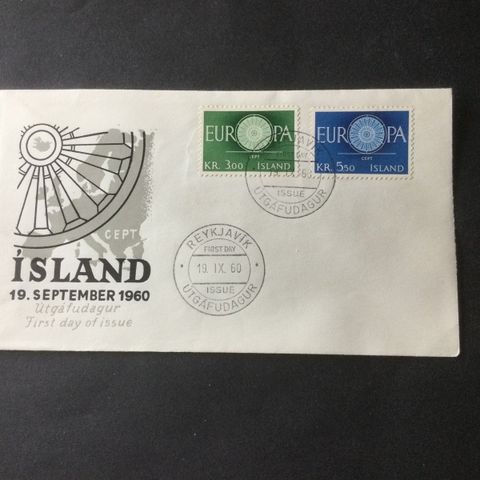 CEPT
ÍSLAND
19. SEPTEMBER 1960
Útgáfudagur
First day of issue
EUROPA
CEPT
KR. 300 ÍSLAND
EUROPA
CEPT
KR. 550 ÍSLAND
DAY
ISSUE
ÚTGÁFUDAGUR
REYKJAVÍK
FIRST DAY
19. IX. 60
ISSUE
ÚTGÁFUDAGUR